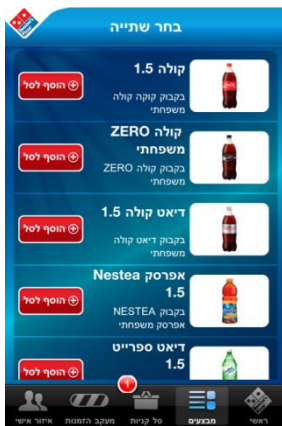 בחר שתייה
קולה 1.5
בקבוק קוקה קולה
משפחתי
הוסף לסל
קולה ZERO
משפחתי
בקבוק קולה ZERO
משפחתי
הוסף לסל
דיאט קולה 1.5
בקבוק דיאט קולה
משפחתי
הוסף לסל
אפרסק Nestea
1.5
בקבוק NESTEA
אפרסק משפחתי
הוסף לסל
דיאט ספרייט
1.5
הוסף לסל
1
ראשי
מבצעים
סל קניות
מעקב הזמנות
איזור אישי